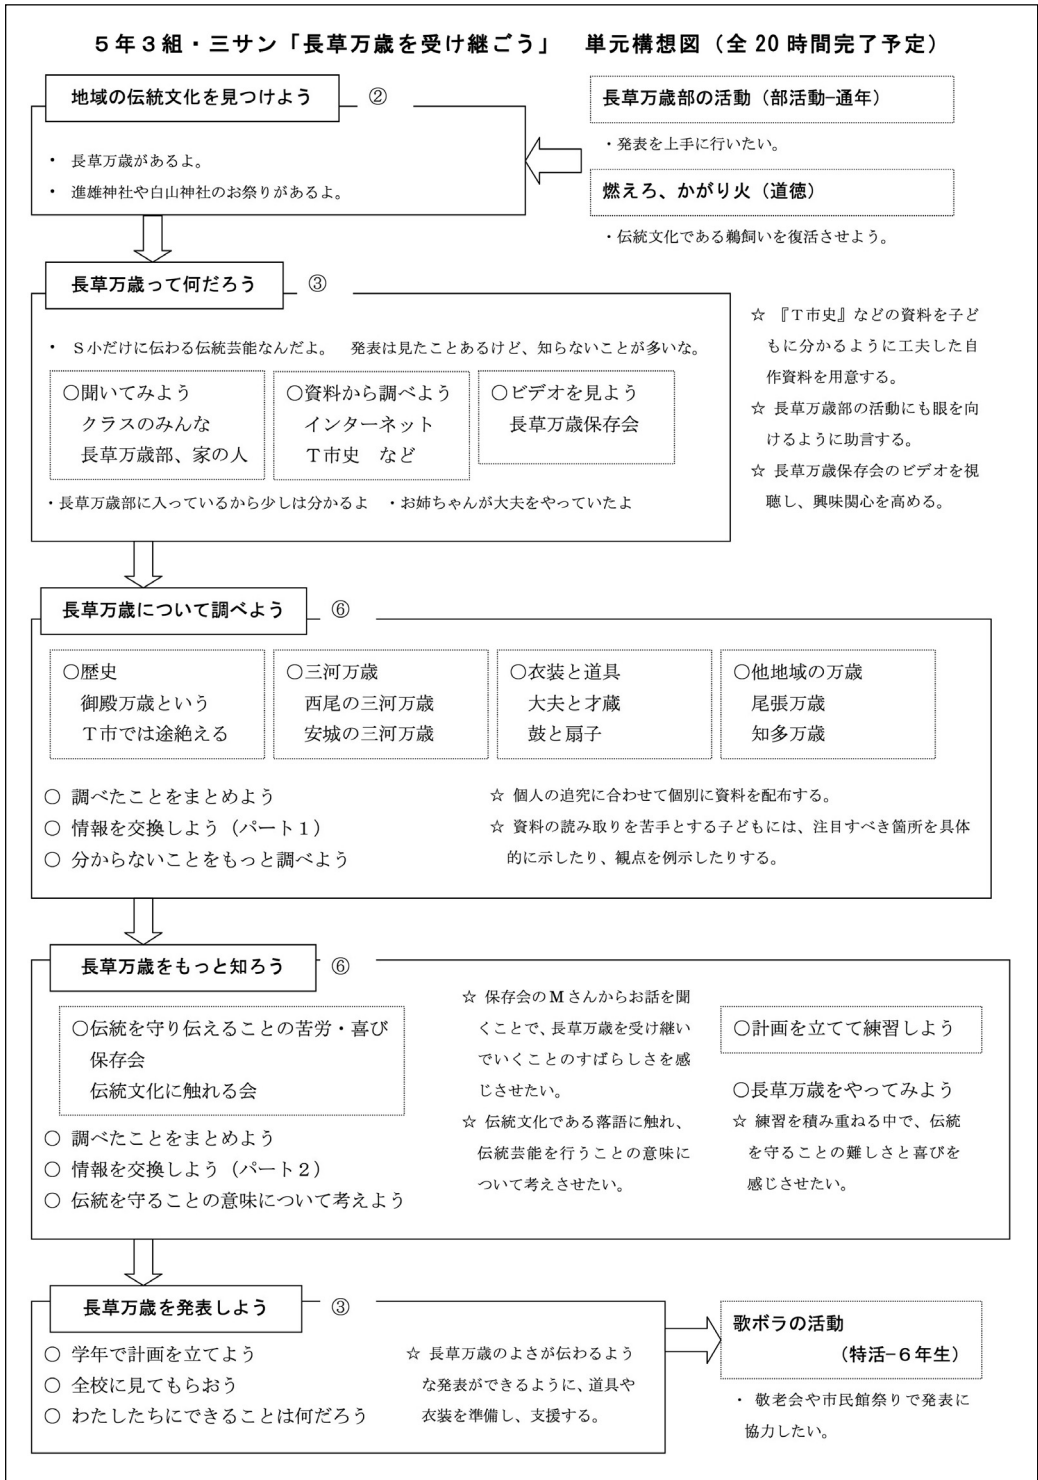 ５年３組・三サン「長草万歳を受け継ごう」　単元構想図（全 20 時間完了予定）
地域の伝統文化を見つけよう　②
・ 長草万歳があるよ。
・ 進雄神社や白山神社のお祭りがあるよ。
長草万歳部の活動（部活動－通年）
・発表を上手に行いたい。
燃えろ、かがり火（道徳）
・伝統文化である鵜飼いを復活させよう。
長草万歳って何だろう　③
・ Ｓ小だけに伝わる伝統芸能なんだよ。　発表は見たことあるけど、知らないことが多いな。
○聞いてみよう
クラスのみんな
長草万歳部、家の人
○資料から調べよう
インターネット
Ｔ市史　など
○ビデオを見よう
長草万歳保存会
・長草万歳部に入っているから少しは分かるよ　・お姉ちゃんが大夫をやっていたよ
☆ 『Ｔ市史』などの資料を子ど
もに分かるように工夫した自
作資料を用意する。
☆ 長草万歳部の活動にも眼を向
けるように助言する。
☆ 長草万歳保存会のビデオを視
聴し、興味関心を高める。
長草万歳について調べよう　⑥
○歴史
御殿万歳という
Ｔ市では途絶える
○三河万歳
西尾の三河万歳
安城の三河万歳
○衣装と道具
大夫と才蔵
鼓と扇子
○他地域の万歳
尾張万歳
知多万歳
○ 調べたことをまとめよう
○ 情報を交換しよう（パート１）
○ 分からないことをもっと調べよう
☆ 個人の追究に合わせて個別に資料を配布する。
☆ 資料の読み取りを苦手とする子どもには、注目すべき箇所を具体
的に示したり、観点を例示したりする。
長草万歳をもっと知ろう　⑥
○伝統を守り伝えることの苦労・喜び
保存会
伝統文化に触れる会
○ 調べたことをまとめよう
○ 情報を交換しよう（パート２）
○ 伝統を守ることの意味について考えよう
☆ 保存会のＭさんからお話を聞
くことで、長草万歳を受け継い
でいくことのすばらしさを感
じさせたい。
☆ 伝統文化である落語に触れ、
伝統芸能を行うことの意味に
ついて考えさせたい。
○計画を立てて練習しよう
○長草万歳をやってみよう
☆ 練習を積み重ねる中で、伝統
を守ることの難しさと喜びを
感じさせたい。
長草万歳を発表しよう　③
○ 学年で計画を立てよう
○ 全校に見てもらおう
○ わたしたちにできることは何だろう
☆ 長草万歳のよさが伝わるよう
な発表ができるように、道具や
衣装を準備し、支援する。
歌ボラの活動
（特活－６年生）
・ 敬老会や市民館祭りで発表に
協力したい。